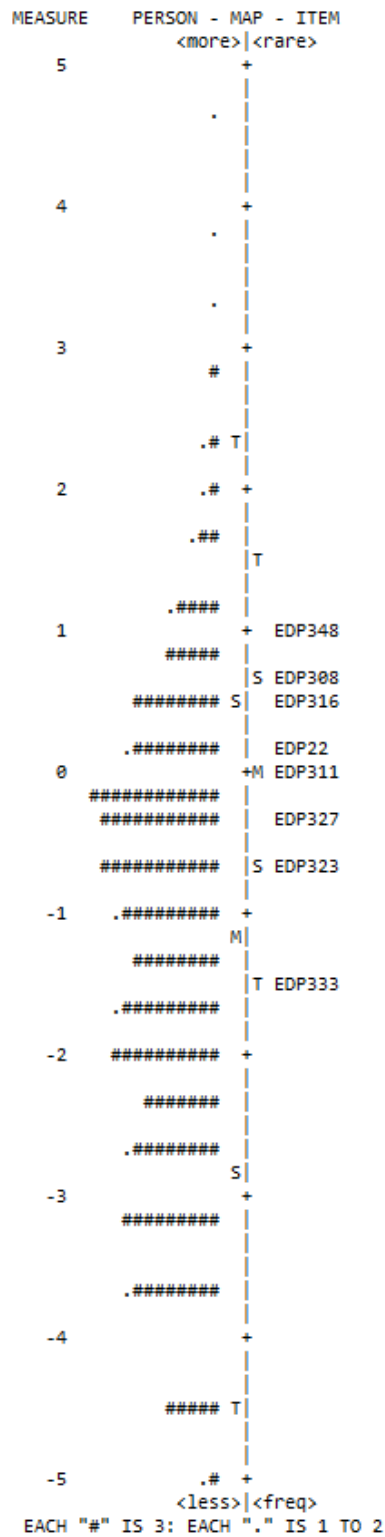 MEASURE    PERSON - MAP - ITEM
               <more>|<rare>
    5                +
                     |
                  .  |
                     |
                     |
                     |
    4                +
                  .  |
                     |
                     |
                  .  |
                     |
    3                +
                  #  |
                     |
                     |
                 .# T|
                     |
    2            .#  +
                     |
                .##  |
                     |T
                     |
              .####  |
    1                +  EDP348
              #####  |
                     |S EDP308
           ######## S|  EDP316
                     |
          .########  |  EDP22
    0                +M EDP311
       ############  |
        ###########  |  EDP327
                     |
        ###########  |S EDP323
                     |
   -1    .#########  +
                    M|
           ########  |
                     |T EDP333
         .#########  |
                     |
   -2    ##########  +
                     |
            #######  |
                     |
          .########  |
                    S|
   -3                +
          #########  |
                     |
                     |
          .########  |
                     |
   -4                +
                     |
                     |
              ##### T|
                     |
                     |
   -5            .#  +
               <less>|<freq>
 EACH "#" IS 3: EACH "." IS 1 TO 2